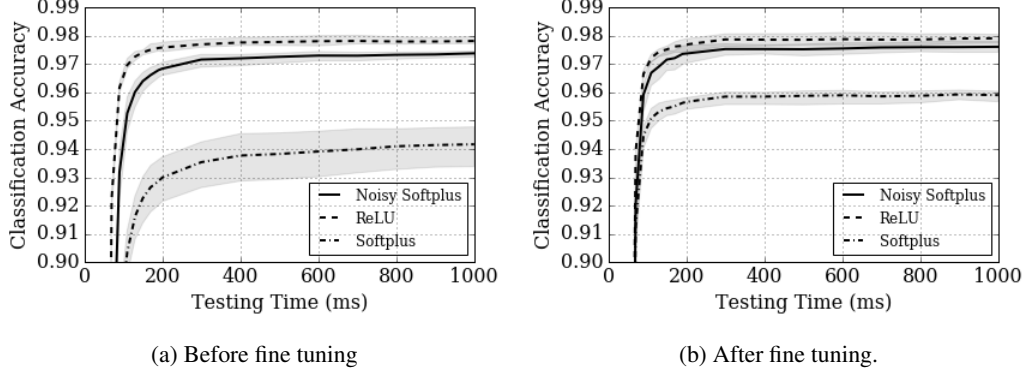 0.99
0.98
0.97
0.96
0.95
0.94
0.93
0.92
0.91
0.90
Classification Accuracy
Noisy Softplus
ReLU
Softplus
0 200 400 600 800 1000
Testing Time (ms)
(a) Before fine tuning
0.99
0.98
0.97
0.96
0.95
0.94
0.93
0.92
0.91
0.90
Classification Accuracy
Noisy Softplus
ReLU
Softplus
0 200 400 600 800 1000
Testing Time (ms)
(b) After fine tuning.